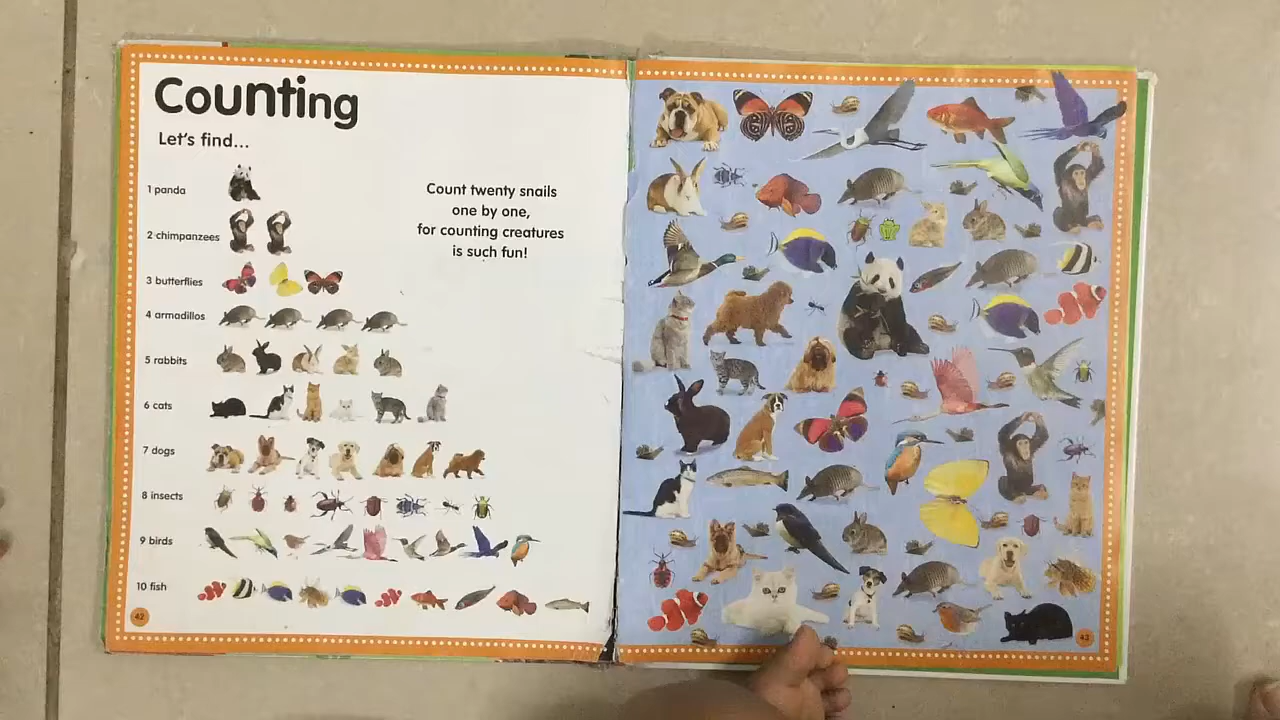 Counting
Let's find...
1 panda
2 chimpanzees
3 butterflies
4 armadillos
5 rabbits
6 cats
7 dogs
8 insects
9 birds
10 fish
42
Count twenty snails
one by one,
for counting creatures
is such fun!
43